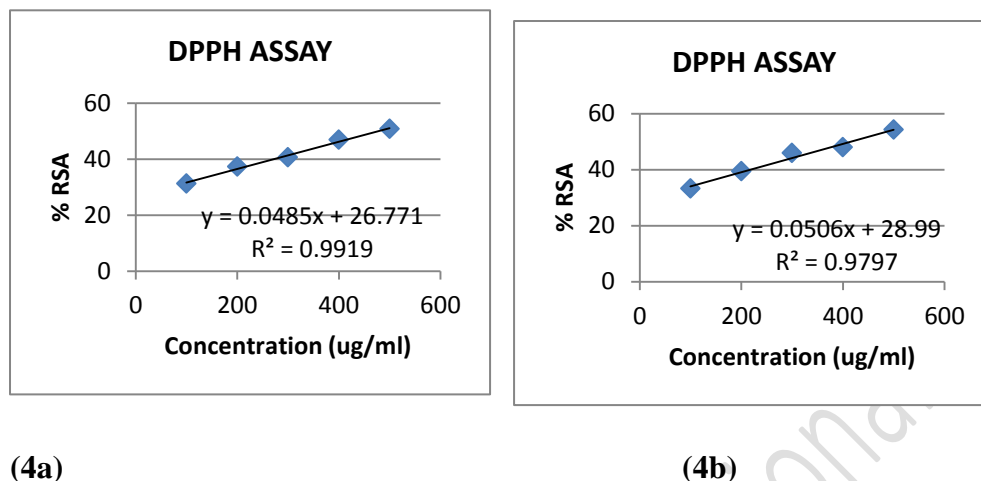 DPPH ASSAY
60
40
20
0
% RSA
y = 0.0485x + 26.771
R² = 0.9919
0 200 400 600
Concentration (ug/ml)
(4a)
DPPH ASSAY
60
40
20
0
% RSA
y = 0.0506x + 28.99
R² = 0.9797
0 200 400 600
Concentration (ug/ml)
(4b)